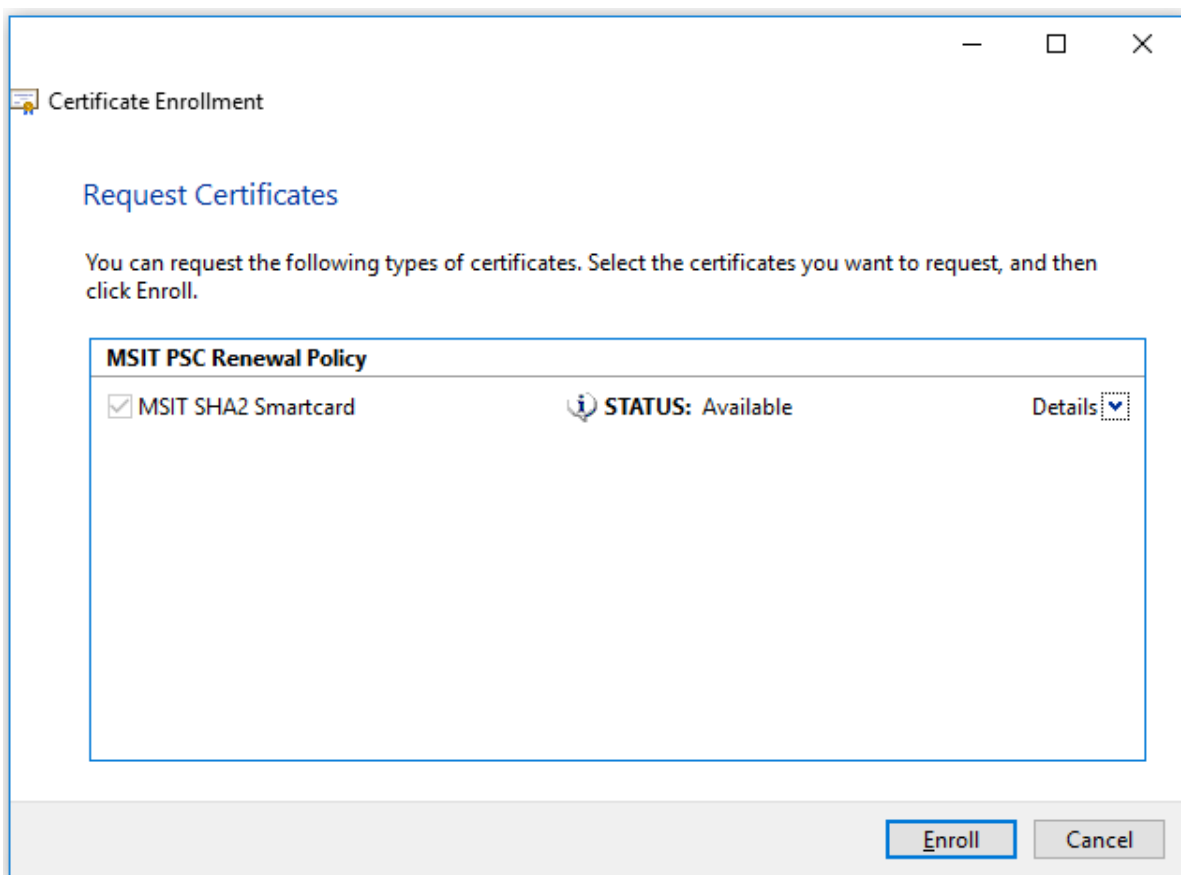 Certificate Enrollment
Request Certificates
You can request the following types of certificates. Select the certificates you want to request, and then
click Enroll.
MSIT PSC Renewal Policy
MSIT SHA2 Smartcard STATUS: Available Details
Enroll Cancel